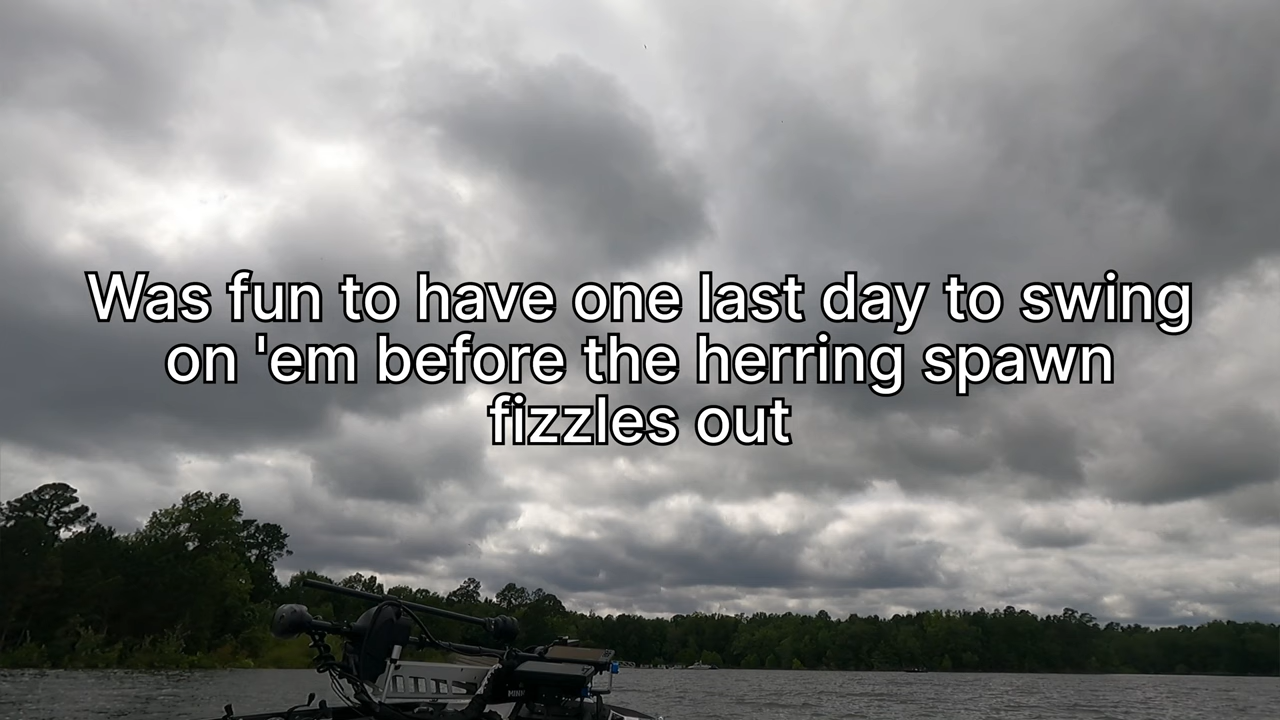 Was fun to have one last day to swing
on 'em before the herring spawn
fizzles out